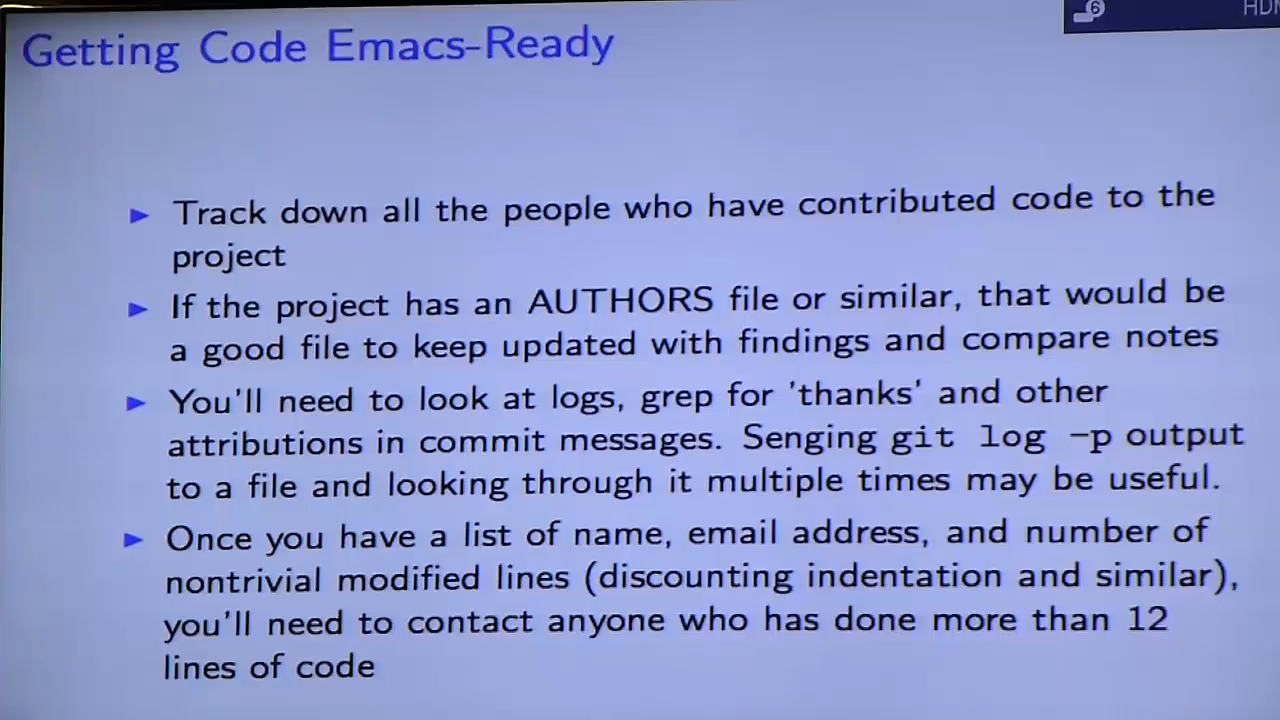 6
HDM
Getting Code Emacs-Ready
Track down all the people who have contributed code to the
project
If the project has an AUTHORS file or similar, that would be
a good file to keep updated with findings and compare notes
You'll need to look at logs, grep for 'thanks' and other
attributions in commit messages. Senging git log -p output
to a file and looking through it multiple times may be useful.
Once you have a list of name, email address, and number of
nontrivial modified lines (discounting indentation and similar),
you'll need to contact anyone who has done more than 12
lines of code